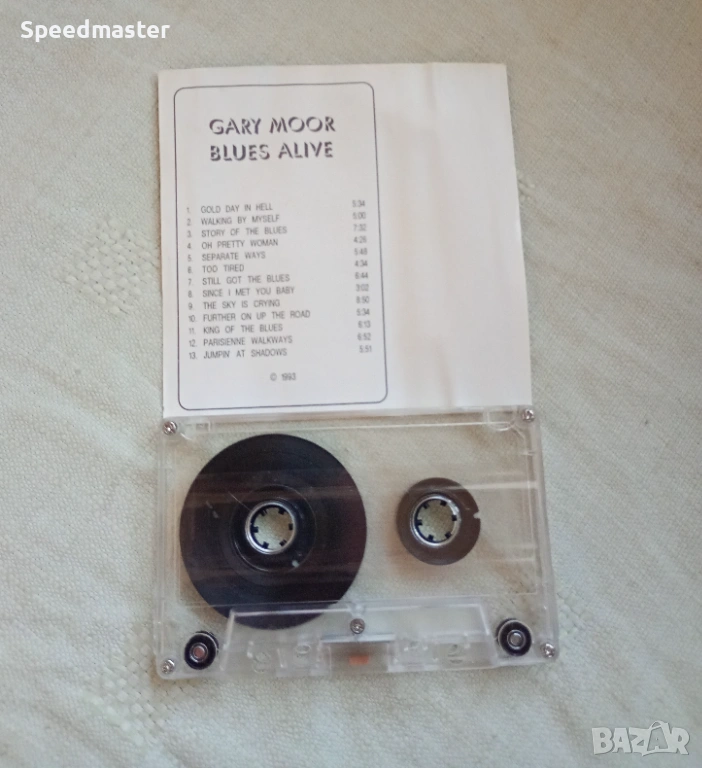 Speedmaster
GARY MOOR
BLUES ALIVE
1. GOLD DAY IN HELL 5:34
2. WALKING BY MYSELF 5:00
3. STORY OF THE BLUES 7:32
4. OH PRETTY WOMAN 4:26
5. SEPARATE WAYS 5:48
6. TOO TIRED 4:34
7. STILL GOT THE BLUES 6:44
8. SINCE I MET YOU BABY 3:02
9. THE SKY IS CRYING 8:50
10. FURTHER ON UP THE ROAD 5:34
11. KING OF THE BLUES 6:13
12. PARISIENNE WALKWAYS 6:52
13. JUMPIN' AT SHADOWS 5:51
© 1993
BAZAR